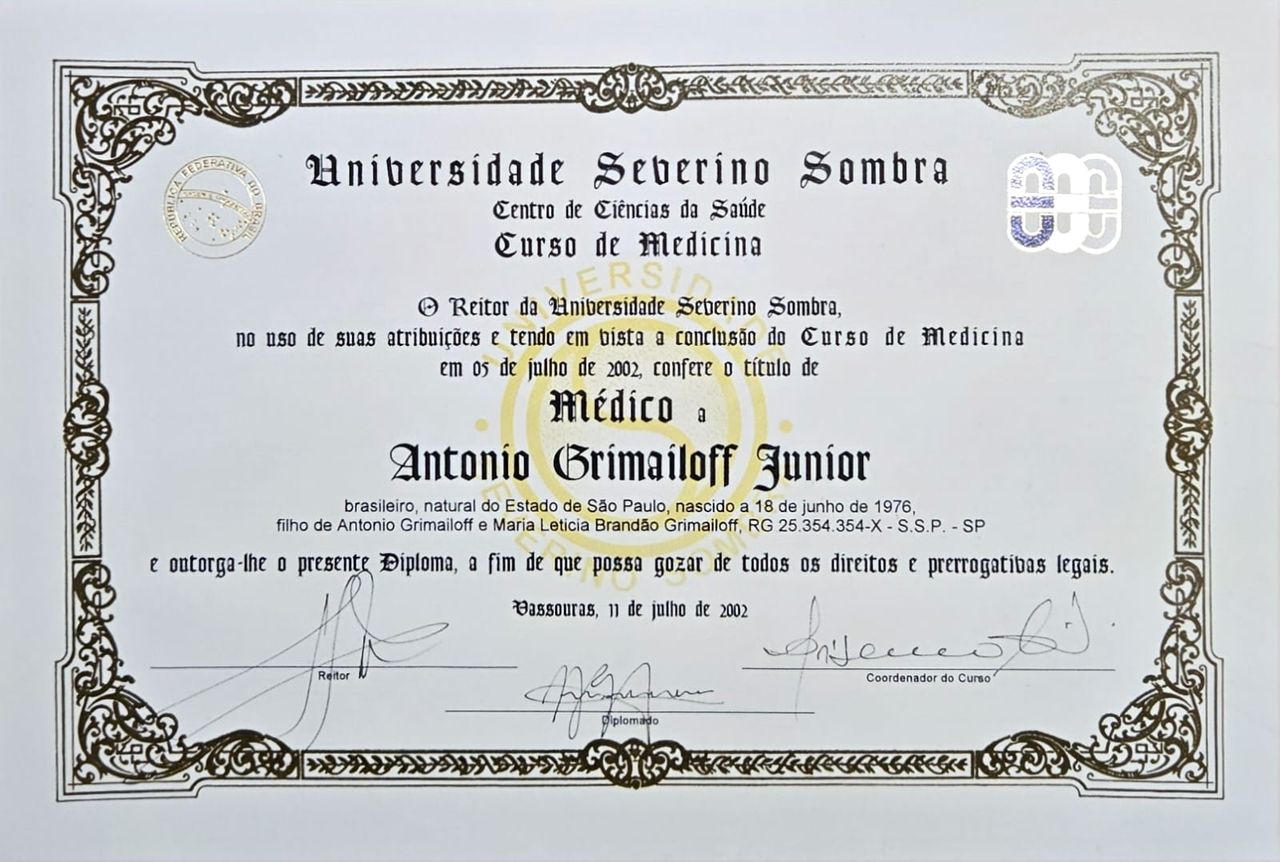 Universidade Severino Sombra
REPÚBLICA FEDERATIVA DO BRASIL
Centro de Ciências da Saúde
Curso de Medicina
UNIVERSIDADE SEVERINO SOMBRA
O Reitor da Universidade Severino Sombra,
no uso de suas atribuições e tendo em vista a conclusão do Curso de Medicina
em 05 de julho de 2002, confere o título de
Médico a
Antonio Grimailoff Junior
brasileiro, natural do Estado de São Paulo, nascido a 18 de junho de 1976,
filho de Antonio Grimailoff e Maria Leticia Brandão Grimailoff, RG 25.354.354-X - S.S.P. - SP
e outorga-lhe o presente Diploma, a fim de que possa gozar de todos os direitos e prerrogativas legais.
Vassouras, 11 de julho de 2002
Reitor
Coordenador do Curso
Diplomado